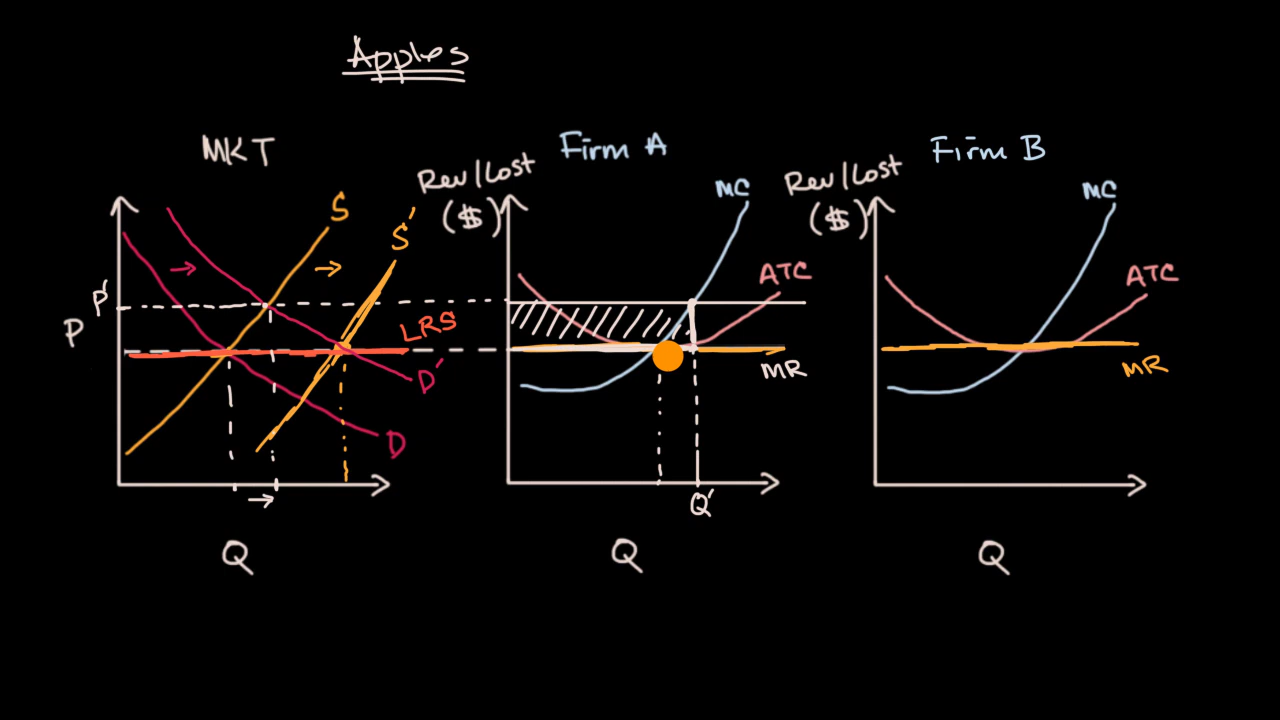 Apples
MKT
Rev/Cost
($)
Firm A
Rev/Cost
($)
Firm B
S
S'
MC
MC
ATC
ATC
P'
P
LRS
D'
D
MR
MR
Q'
Q
Q
Q